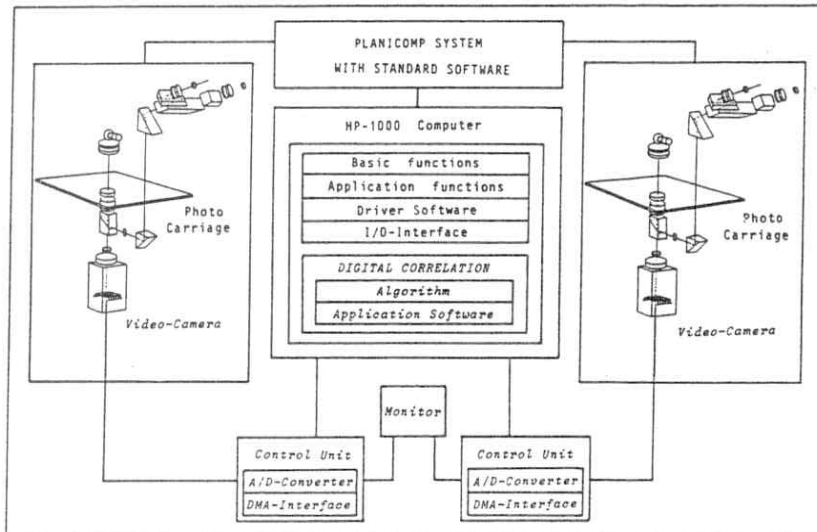 PLANICOMP SYSTEM
WITH STANDARD SOFTWARE
Photo
Carriage
Video-Camera
HP-1000 Computer
Basic functions
Application functions
Driver Software
I/O-Interface
DIGITAL CORRELATION
Algorithm
Application Software
Photo
Carriage
Video-Camera
Monitor
Control Unit
A/D-Converter
DMA-Interface
Control Unit
A/D-Converter
DMA-Interface